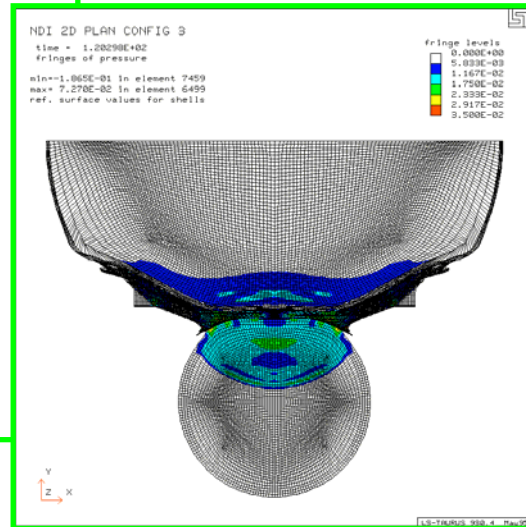 NDI 2D PLAN CONFIG 3
time = 1.20298E+02
fringes of pressure
min=-1.865E-01 in element 7459
max= 7.270E-02 in element 6499
ref. surface values for shells
fringe levels
0.000E+00
5.833E-03
1.167E-02
1.750E-02
2.333E-02
2.917E-02
3.500E-02
Y
Z X
LS-TAURUS 950.4 May95